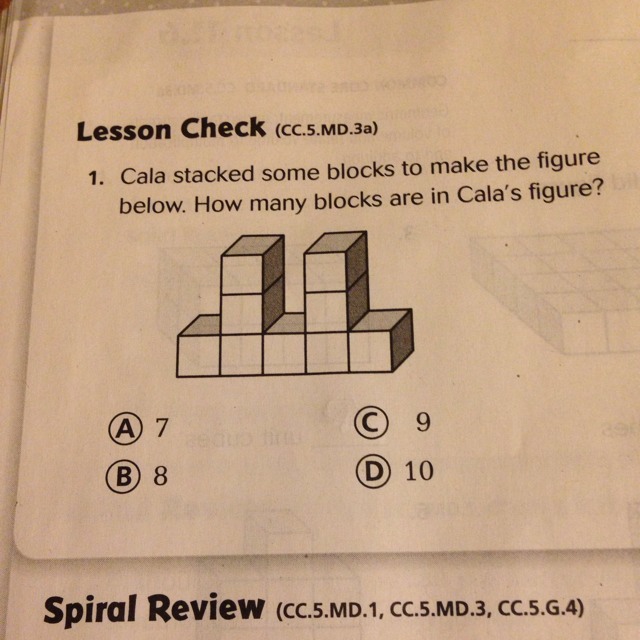 Lesson Check (CC.5.MD.3a)
1. Cala stacked some blocks to make the figure
below. How many blocks are in Cala's figure?
A 7
C 9
B 8
D 10
Spiral Review (CC.5.MD.1, CC.5.MD.3, CC.5.G.4)